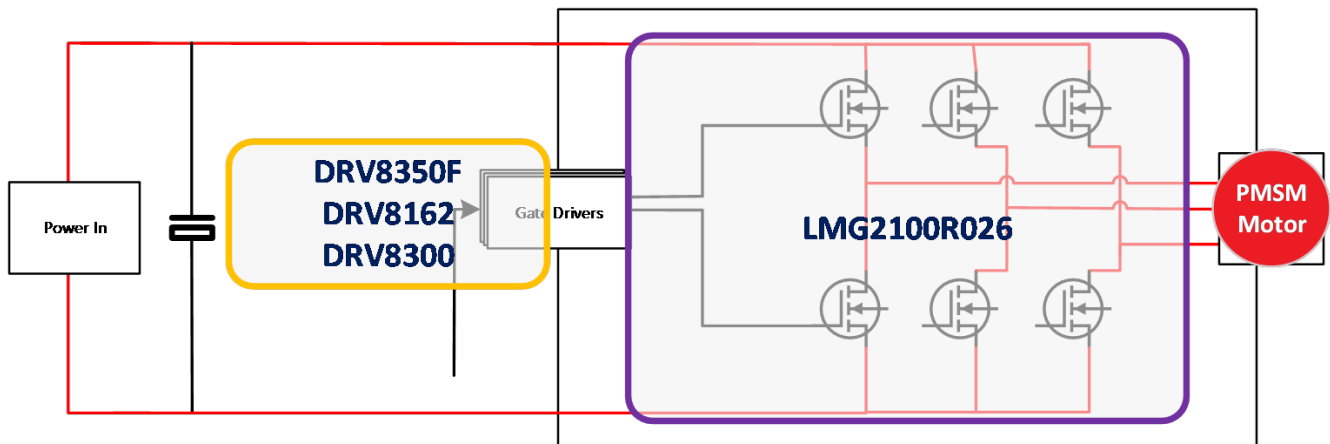 Power In
DRV8350F
DRV8162
DRV8300
Gate Drivers
LMG2100R026
PMSM
Motor